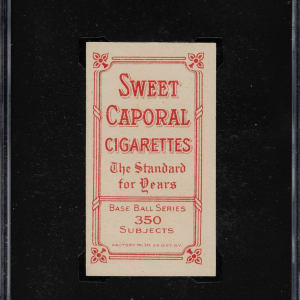 SWEET
CAPORAL
CIGARETTES
The Standard
for Years
BASE BALL SERIES
350
SUBJECTS